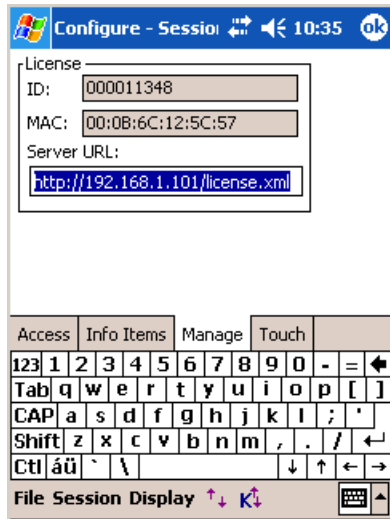 Configure - Sessio 10:35 ok
License
ID: 000011348
MAC: 00:0B:6C:12:5C:57
Server URL:
http://192.168.1.101/license.xml
Access Info Items Manage Touch
123 1 2 3 4 5 6 7 8 9 0 - =
Tab q w e r t y u i o p [ ]
CAP a s d f g h j k l ; '
Shift z x c v b n m , . /
Ctl áü ` \
File Session Display K